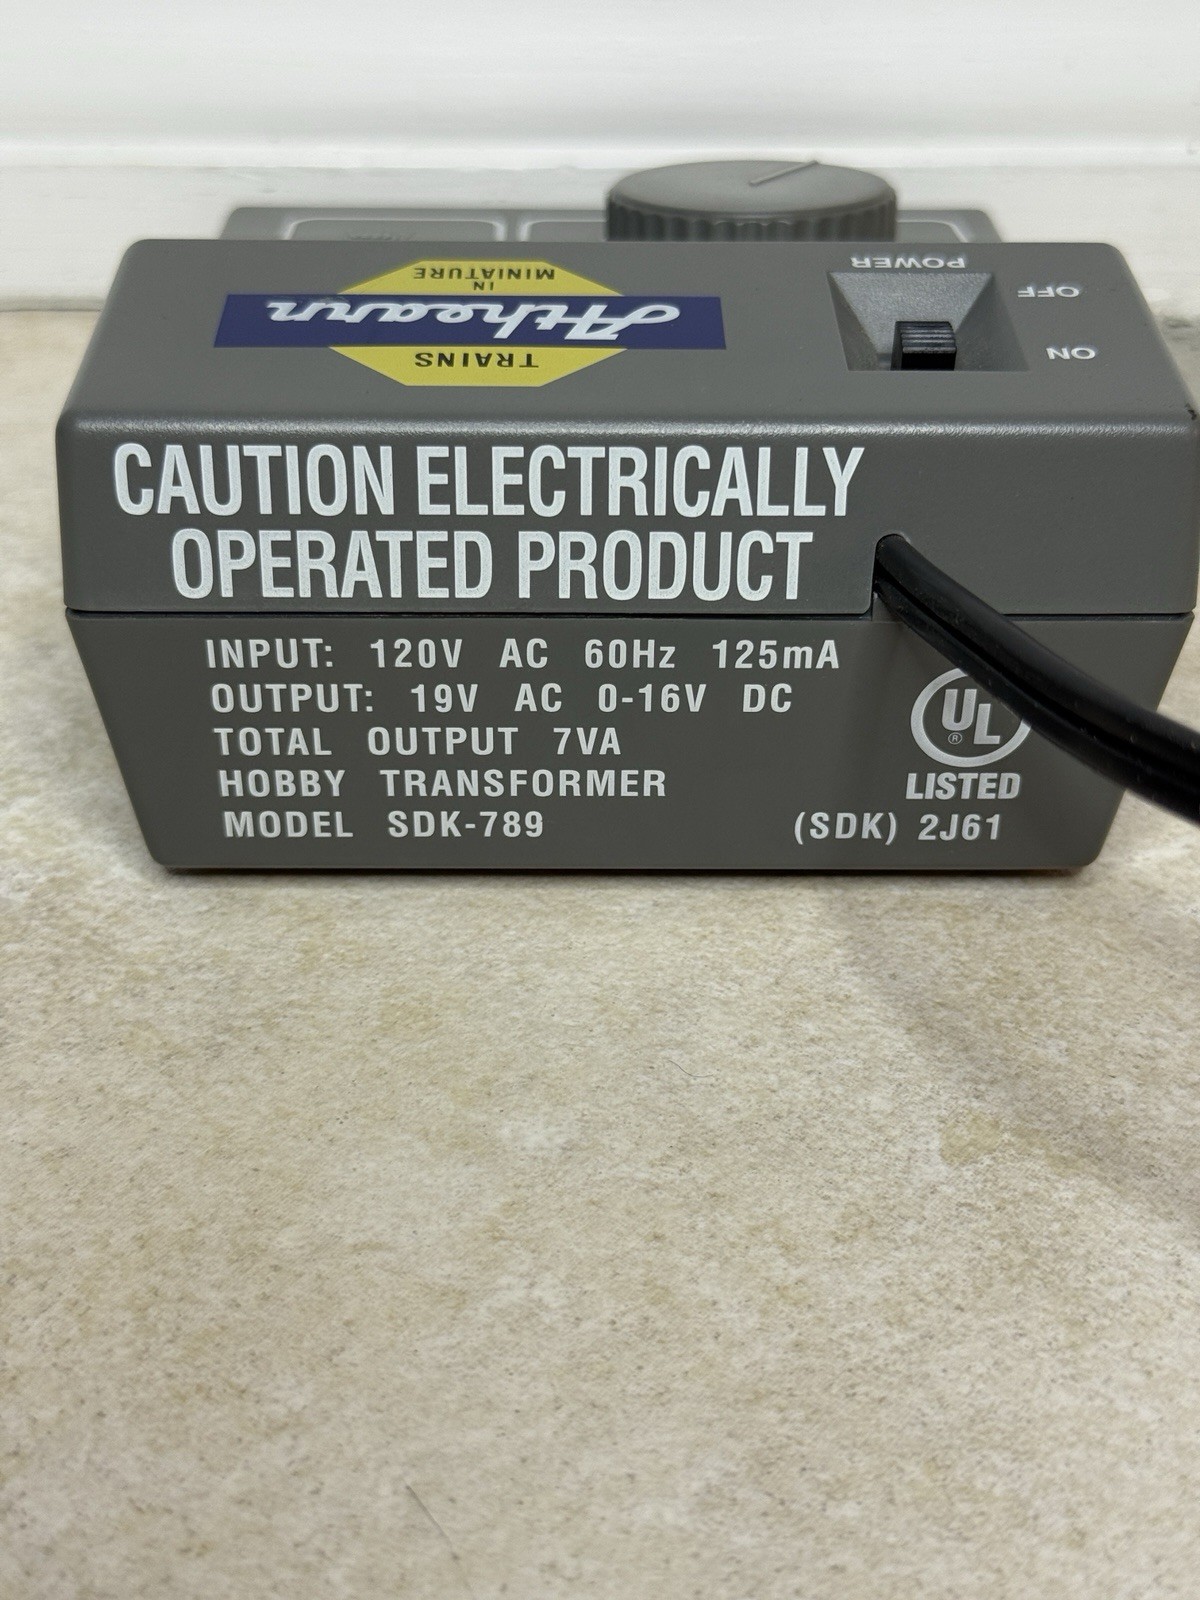 POWER
OFF
ON
TRAINS
Athearn
IN
MINIATURE
CAUTION ELECTRICALLY
OPERATED PRODUCT
INPUT: 120V AC 60Hz 125mA
OUTPUT: 19V AC 0-16V DC
TOTAL OUTPUT 7VA
HOBBY TRANSFORMER
MODEL SDK-789
UL
®
LISTED
(SDK) 2J61